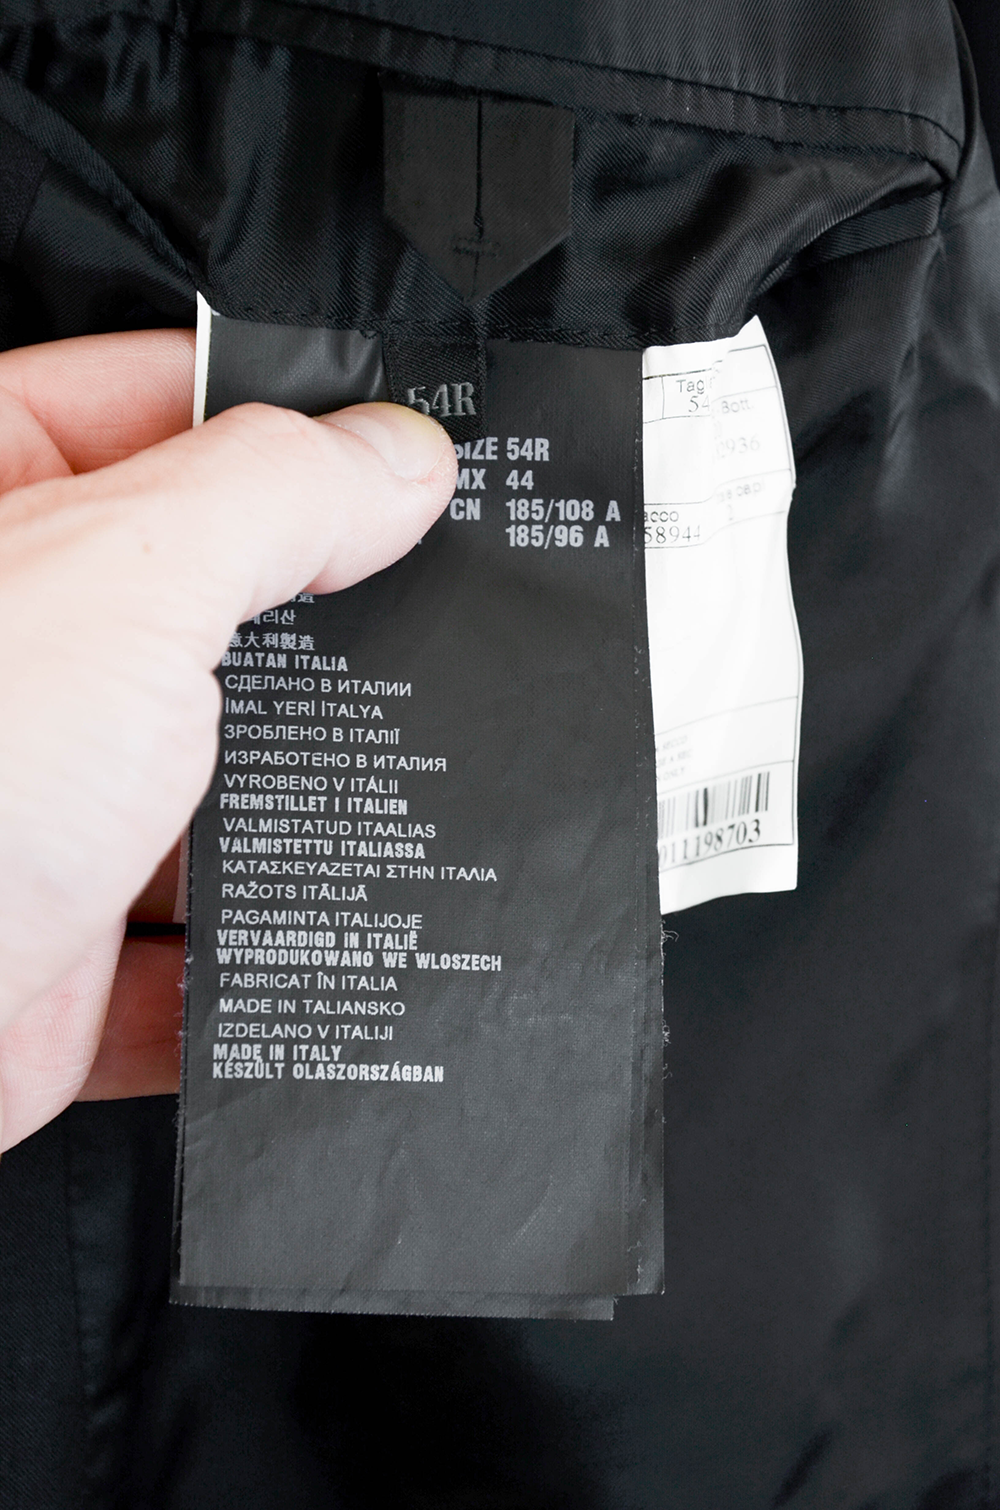 54R
SIZE 54R
MX 44
CN 185/108 A
185/96 A
大利製造
BUATAN ITALIA
СДЕЛАНО В ИТАЛИИ
İMAL YERİ İTALYA
ЗРОБЛЕНО В ІТАЛІЇ
ИЗРАБОТЕНО В ИТАЛИЯ
VYROBENO V ITÁLII
FREMSTILLET I ITALIEN
VALMISTATUD ITAALIAS
VALMISTETTU ITALIASSA
ΚΑΤΑΣΚΕΥΑΖΕΤΑΙ ΣΤΗΝ ΙΤΑΛΙΑ
RAŽOTS ITĀLIJĀ
PAGAMINTA ITALIJOJE
VERVAARDIGD IN ITALIË
WYPRODUKOWANO WE WLOSZECH
FABRICAT ÎN ITALIA
MADE IN TALIANSKO
IZDELANO V ITALIJI
MADE IN ITALY
KÉSZÜLT OLASZORSZÁGBAN
Tag
54
Bott.
2936
acco
58944
011198703